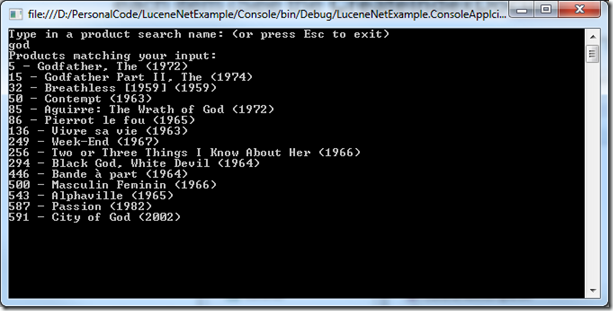 file:///D:/PersonalCode/LuceneNetExample/Console/bin/Debug/LuceneNetExample.ConsoleApplci...
Type in a product search name: (or press Esc to exit)
god
Products matching your input:
5 - Godfather, The (1972)
15 - Godfather Part II, The (1974)
32 - Breathless [1959] (1959)
50 - Contempt (1963)
85 - Aguirre: The Wrath of God (1972)
86 - Pierrot le fou (1965)
136 - Vivre sa vie (1963)
249 - Week-End (1967)
256 - Two or Three Things I Know About Her (1966)
294 - Black God, White Devil (1964)
446 - Bande à part (1964)
500 - Masculin Feminin (1966)
543 - Alphaville (1965)
587 - Passion (1982)
591 - City of God (2002)